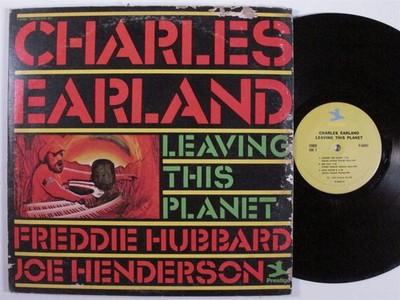 CHARLES
EARLAND
LEAVING
THIS
PLANET
FREDDIE HUBBARD
JOE HENDERSON
Prestige
CHARLES EARLAND
LEAVING THIS PLANET